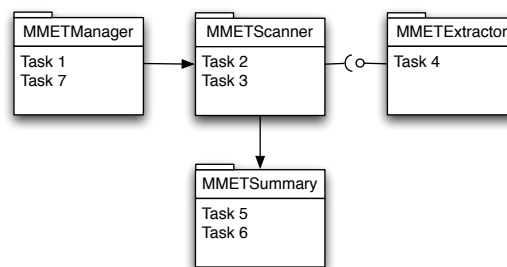 MMETManager
Task 1
Task 7
MMETScanner
Task 2
Task 3
MMETExtractor
Task 4
MMETSummary
Task 5
Task 6